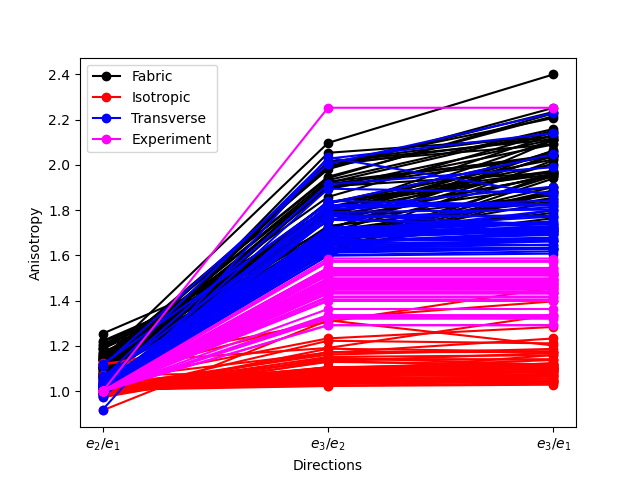 2.4
2.2
2.0
1.8
1.6
1.4
1.2
1.0
Anisotropy
Fabric
Isotropic
Transverse
Experiment
e₂/e₁
e₃/e₂
e₃/e₁
Directions